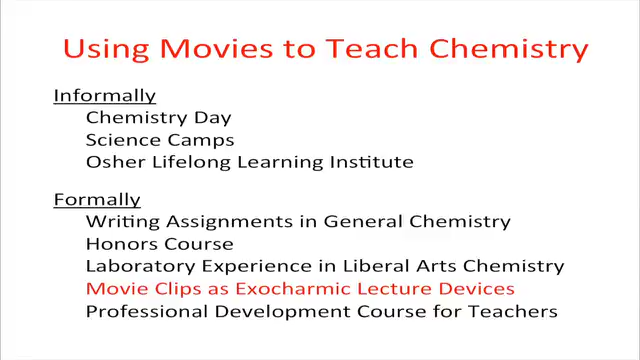 Using Movies to Teach Chemistry
Informally
Chemistry Day
Science Camps
Osher Lifelong Learning Institute
Formally
Writing Assignments in General Chemistry
Honors Course
Laboratory Experience in Liberal Arts Chemistry
Movie Clips as Exocharmic Lecture Devices
Professional Development Course for Teachers